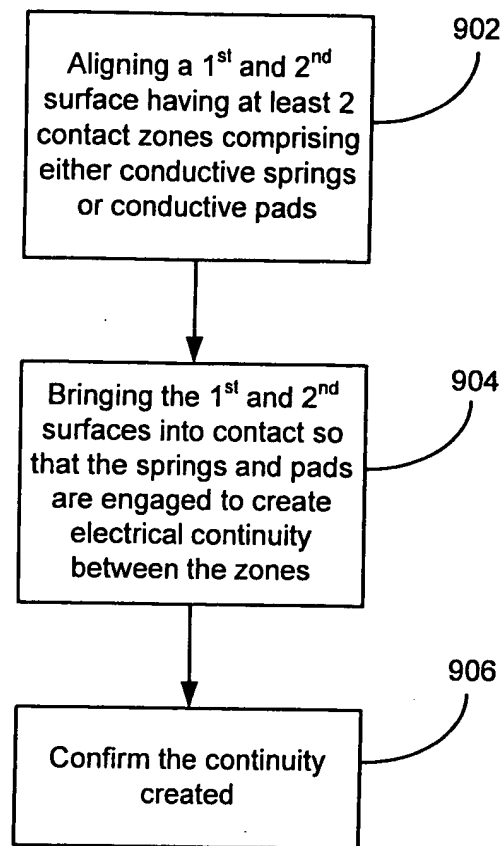 902
Aligning a 1st and 2nd
surface having at least 2
contact zones comprising
either conductive springs
or conductive pads
904
Bringing the 1st and 2nd
surfaces into contact so
that the springs and pads
are engaged to create
electrical continuity
between the zones
906
Confirm the continuity
created